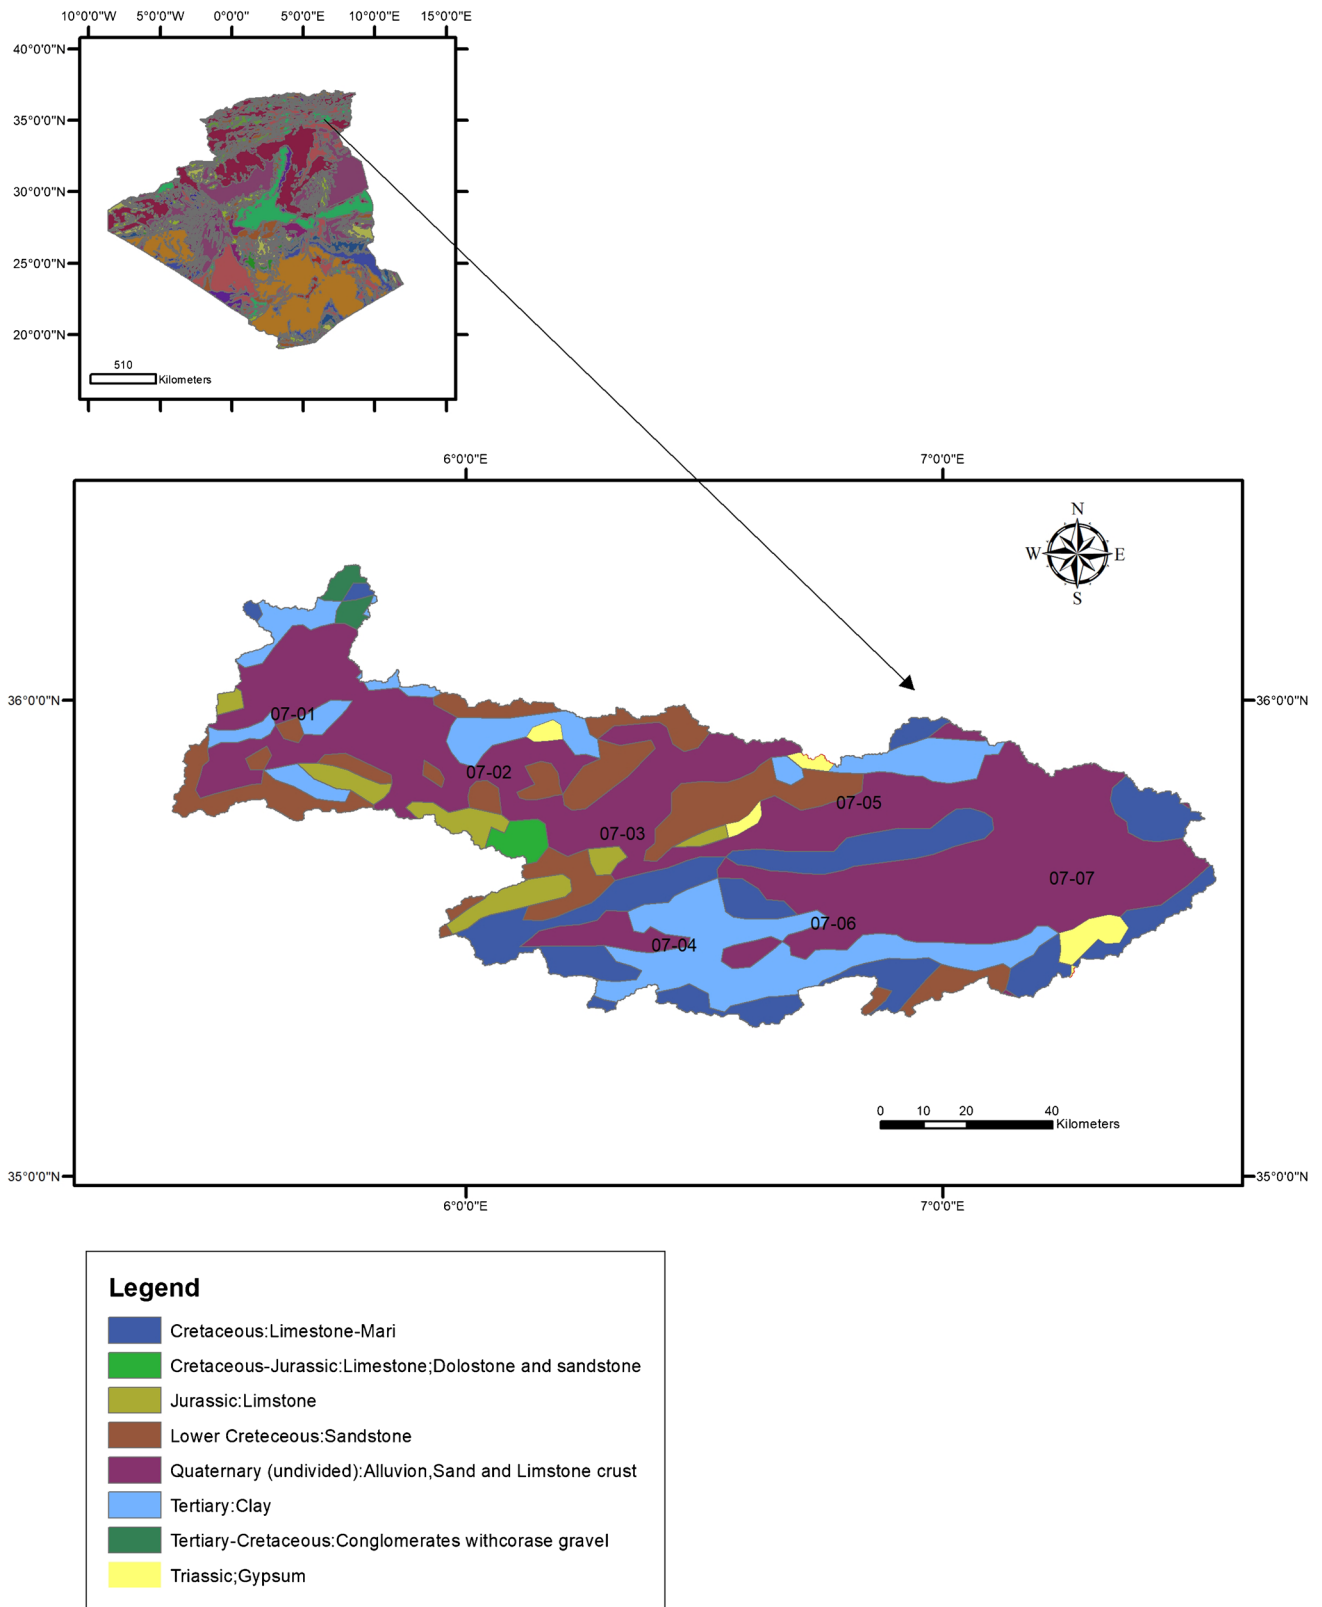 10°0'0"W 5°0'0"W 0°0'0" 5°0'0"E 10°0'0"E 15°0'0"E
40°0'0"N
35°0'0"N
30°0'0"N
25°0'0"N
20°0'0"N
510
Kilometers
6°0'0"E 7°0'0"E
N
W E
S
36°0'0"N 36°0'0"N
07-01
07-02
07-05
07-03
07-07
07-06
07-04
0 10 20 40
Kilometers
35°0'0"N 35°0'0"N
6°0'0"E 7°0'0"E
Legend
Cretaceous:Limestone-Mari
Cretaceous-Jurassic:Limestone;Dolostone and sandstone
Jurassic:Limstone
Lower Creteceous:Sandstone
Quaternary (undivided):Alluvion,Sand and Limstone crust
Tertiary:Clay
Tertiary-Cretaceous:Conglomerates withcorase gravel
Triassic;Gypsum